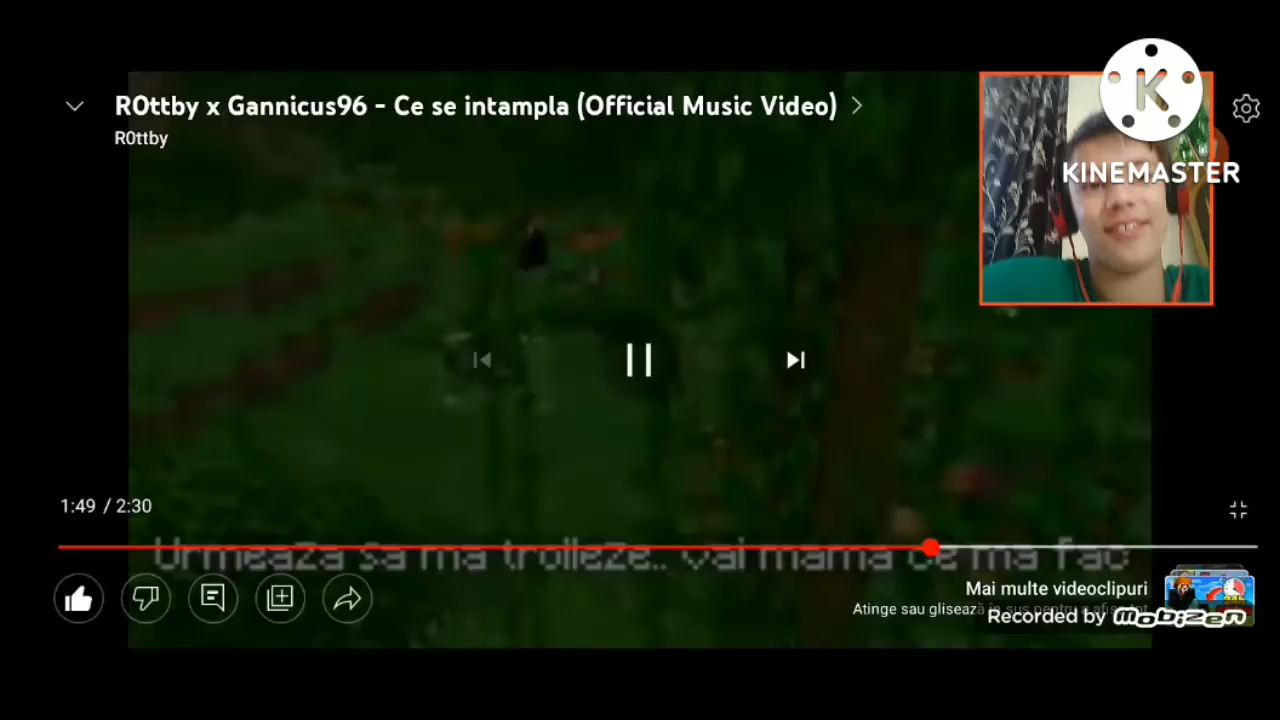 R0ttby x Gannicus96 - Ce se intampla (Official Music Video)
R0ttby
K
KINEMASTER
1:49 / 2:30
Urmeaza sa ma trolleze.. vai mama ce ma fac
Mai multe videoclipuri
Atinge sau glisează în sus pentru a afișa tot
Recorded by Mobizen